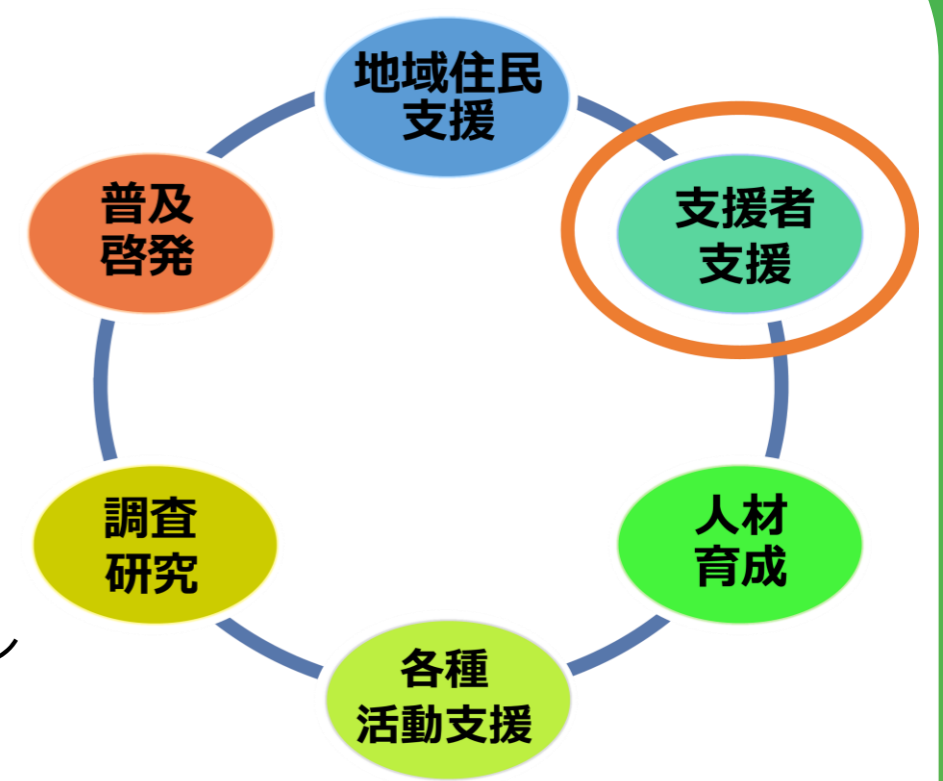 地域住民
支援
支援者
支援
人材
育成
各種
活動支援
調査
研究
普及
啓発